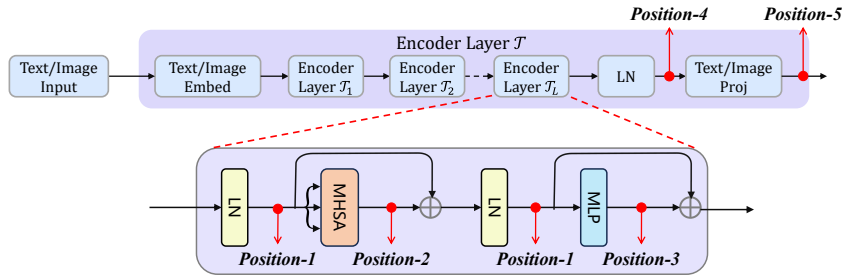 Position-4
Position-5
Encoder Layer 𝒯
Text/Image
Input
Text/Image
Embed
Encoder
Layer 𝒯₁
Encoder
Layer 𝒯₂
Encoder
Layer 𝒯_L
LN
Text/Image
Proj
LN
MHSA
LN
MLP
Position-1
Position-2
Position-1
Position-3